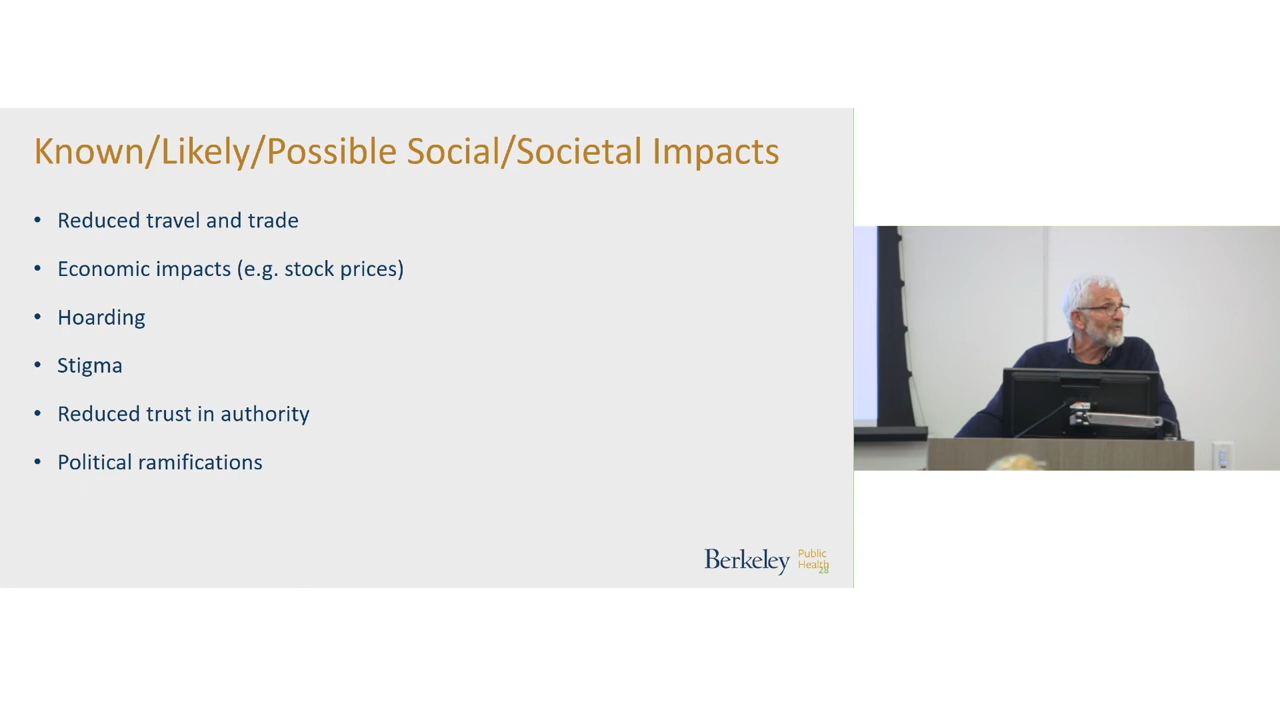 Known/Likely/Possible Social/Societal Impacts
• Reduced travel and trade
• Economic impacts (e.g. stock prices)
• Hoarding
• Stigma
• Reduced trust in authority
• Political ramifications
Berkeley Public Health
28